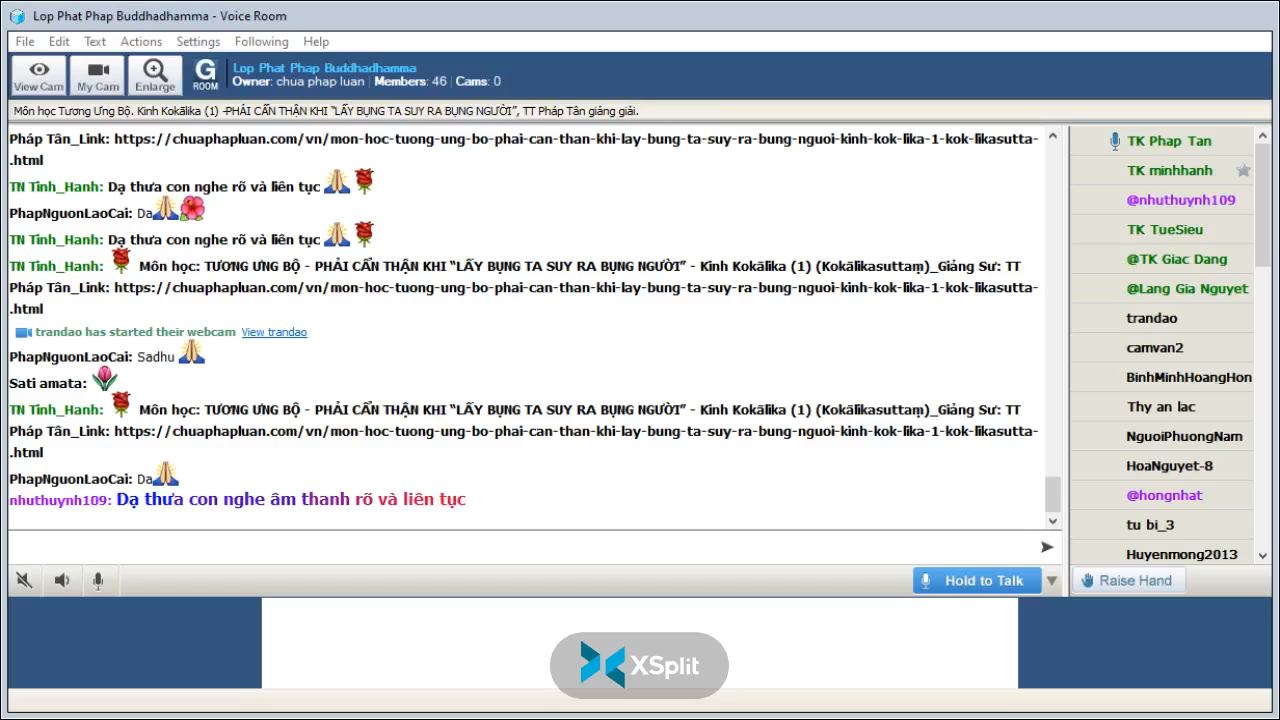 Lop Phat Phap Buddhadhamma - Voice Room
File Edit Text Actions Settings Following Help
View Cam My Cam Enlarge G ROOM
Lop Phat Phap Buddhadhamma
Owner: chua phap luan | Members: 46 | Cams: 0
Môn học Tương Ưng Bộ. Kinh Kokālika (1) -PHẢI CẨN THẬN KHI “LẤY BỤNG TA SUY RA BỤNG NGƯỜI”, TT Pháp Tân giảng giải.
Pháp Tân_Link: https://chuaphapluan.com/vn/mon-hoc-tuong-ung-bo-phai-can-than-khi-lay-bung-ta-suy-ra-bung-nguoi-kinh-kok-lika-1-kok-likasutta-
.html
TN Tinh_Hanh: Dạ thưa con nghe rõ và liên tục
PhapNguonLaoCai: Da
TN Tinh_Hanh: Dạ thưa con nghe rõ và liên tục
TN Tinh_Hanh: Môn học: TƯƠNG ƯNG BỘ - PHẢI CẨN THẬN KHI “LẤY BỤNG TA SUY RA BỤNG NGƯỜI” - Kinh Kokālika (1) (Kokālikasuttaṃ)_Giảng Sư: TT
Pháp Tân_Link: https://chuaphapluan.com/vn/mon-hoc-tuong-ung-bo-phai-can-than-khi-lay-bung-ta-suy-ra-bung-nguoi-kinh-kok-lika-1-kok-likasutta-
.html
trandao has started their webcam View trandao
PhapNguonLaoCai: Sadhu
Sati amata:
TN Tinh_Hanh: Môn học: TƯƠNG ƯNG BỘ - PHẢI CẨN THẬN KHI “LẤY BỤNG TA SUY RA BỤNG NGƯỜI” - Kinh Kokālika (1) (Kokālikasuttaṃ)_Giảng Sư: TT
Pháp Tân_Link: https://chuaphapluan.com/vn/mon-hoc-tuong-ung-bo-phai-can-than-khi-lay-bung-ta-suy-ra-bung-nguoi-kinh-kok-lika-1-kok-likasutta-
.html
PhapNguonLaoCai: Da
nhuthuynh109: Dạ thưa con nghe âm thanh rõ và liên tục
TK Phap Tan
TK minhhanh
@nhuthuynh109
TK TueSieu
@TK Giac Dang
@Lang Gia Nguyet
trandao
camvan2
BinhMinhHoangHon
Thy an lac
NguoiPhuongNam
HoaNguyet-8
@hongnhat
tu bi_3
Huyenmong2013
Hold to Talk
Raise Hand
XSplit